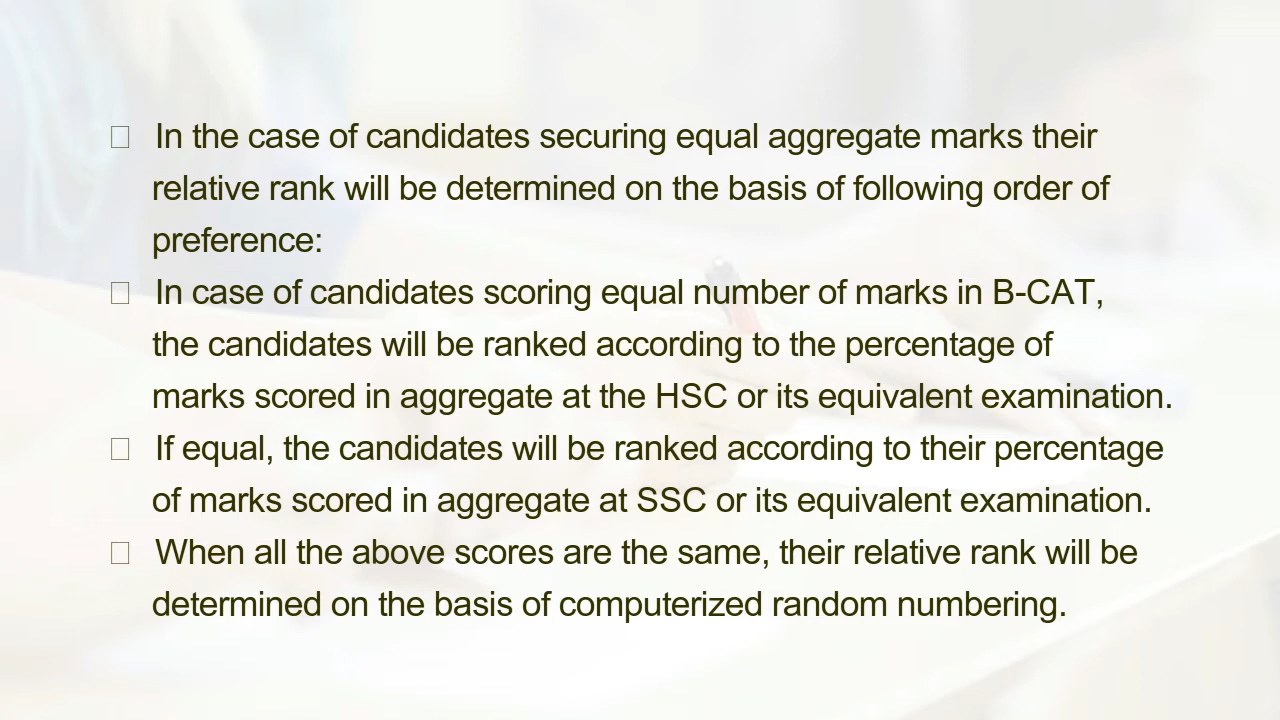 □ In the case of candidates securing equal aggregate marks their
relative rank will be determined on the basis of following order of
preference:
□ In case of candidates scoring equal number of marks in B-CAT,
the candidates will be ranked according to the percentage of
marks scored in aggregate at the HSC or its equivalent examination.
□ If equal, the candidates will be ranked according to their percentage
of marks scored in aggregate at SSC or its equivalent examination.
□ When all the above scores are the same, their relative rank will be
determined on the basis of computerized random numbering.